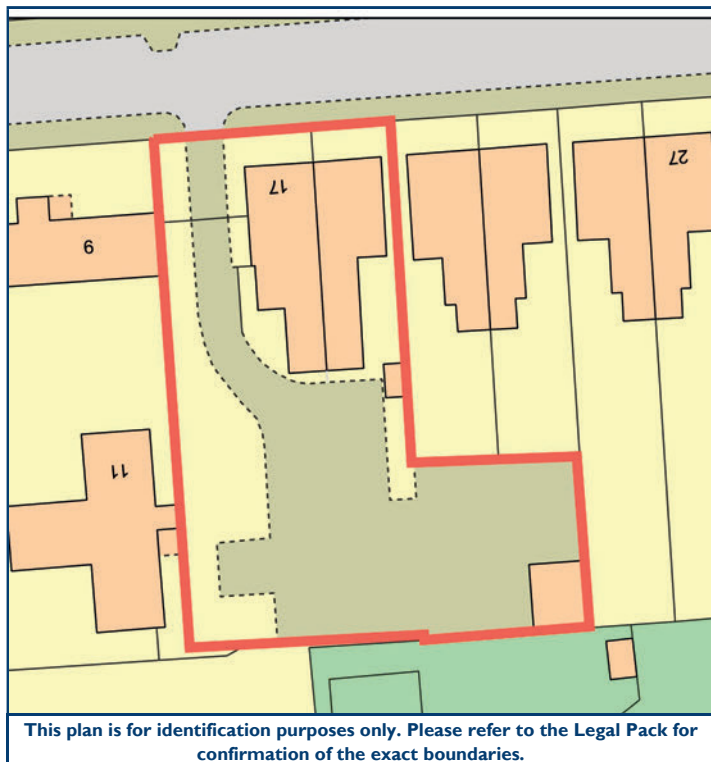 17
27
9
11
This plan is for identification purposes only. Please refer to the Legal Pack for
confirmation of the exact boundaries.